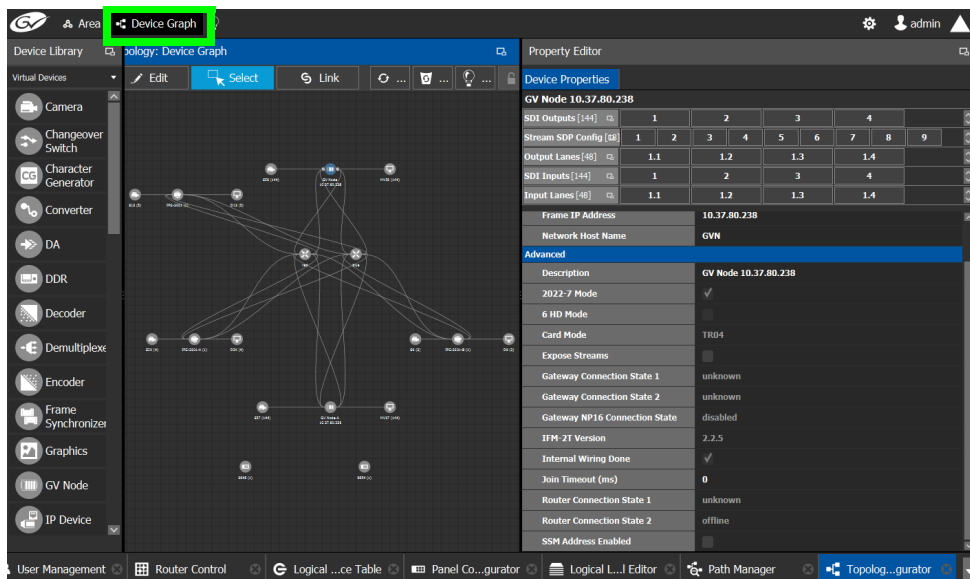 GV Area Device Graph admin
Device Library
pology: Device Graph
Property Editor
Virtual Devices
Edit Select Link ... ... ...
Camera
Changeover
Switch
Character
Generator
Converter
DA
DDR
Decoder
Demultiplexe
Encoder
Frame
Synchronizer
Graphics
GV Node
IP Device
Device Properties
GV Node 10.37.80.238
SDI Outputs [144] 1 2 3 4
Stream SDP Config 1 2 3 4 5 6 7 8 9
Output Lanes [48] 1.1 1.2 1.3 1.4
SDI Inputs [144] 1 2 3 4
Input Lanes [48] 1.1 1.2 1.3 1.4
Frame IP Address 10.37.80.238
Network Host Name GVN
Advanced
Description GV Node 10.37.80.238
2022-7 Mode
6 HD Mode
Card Mode TR04
Expose Streams
Gateway Connection State 1 unknown
Gateway Connection State 2 unknown
Gateway NP16 Connection State disabled
IFM-2T Version 2.2.5
Internal Wiring Done
Join Timeout (ms) 0
Router Connection State 1 unknown
Router Connection State 2 offline
SSM Address Enabled
User Management Router Control Logical ...ce Table Panel Co...gurator Logical L...l Editor Path Manager Topolog...gurator